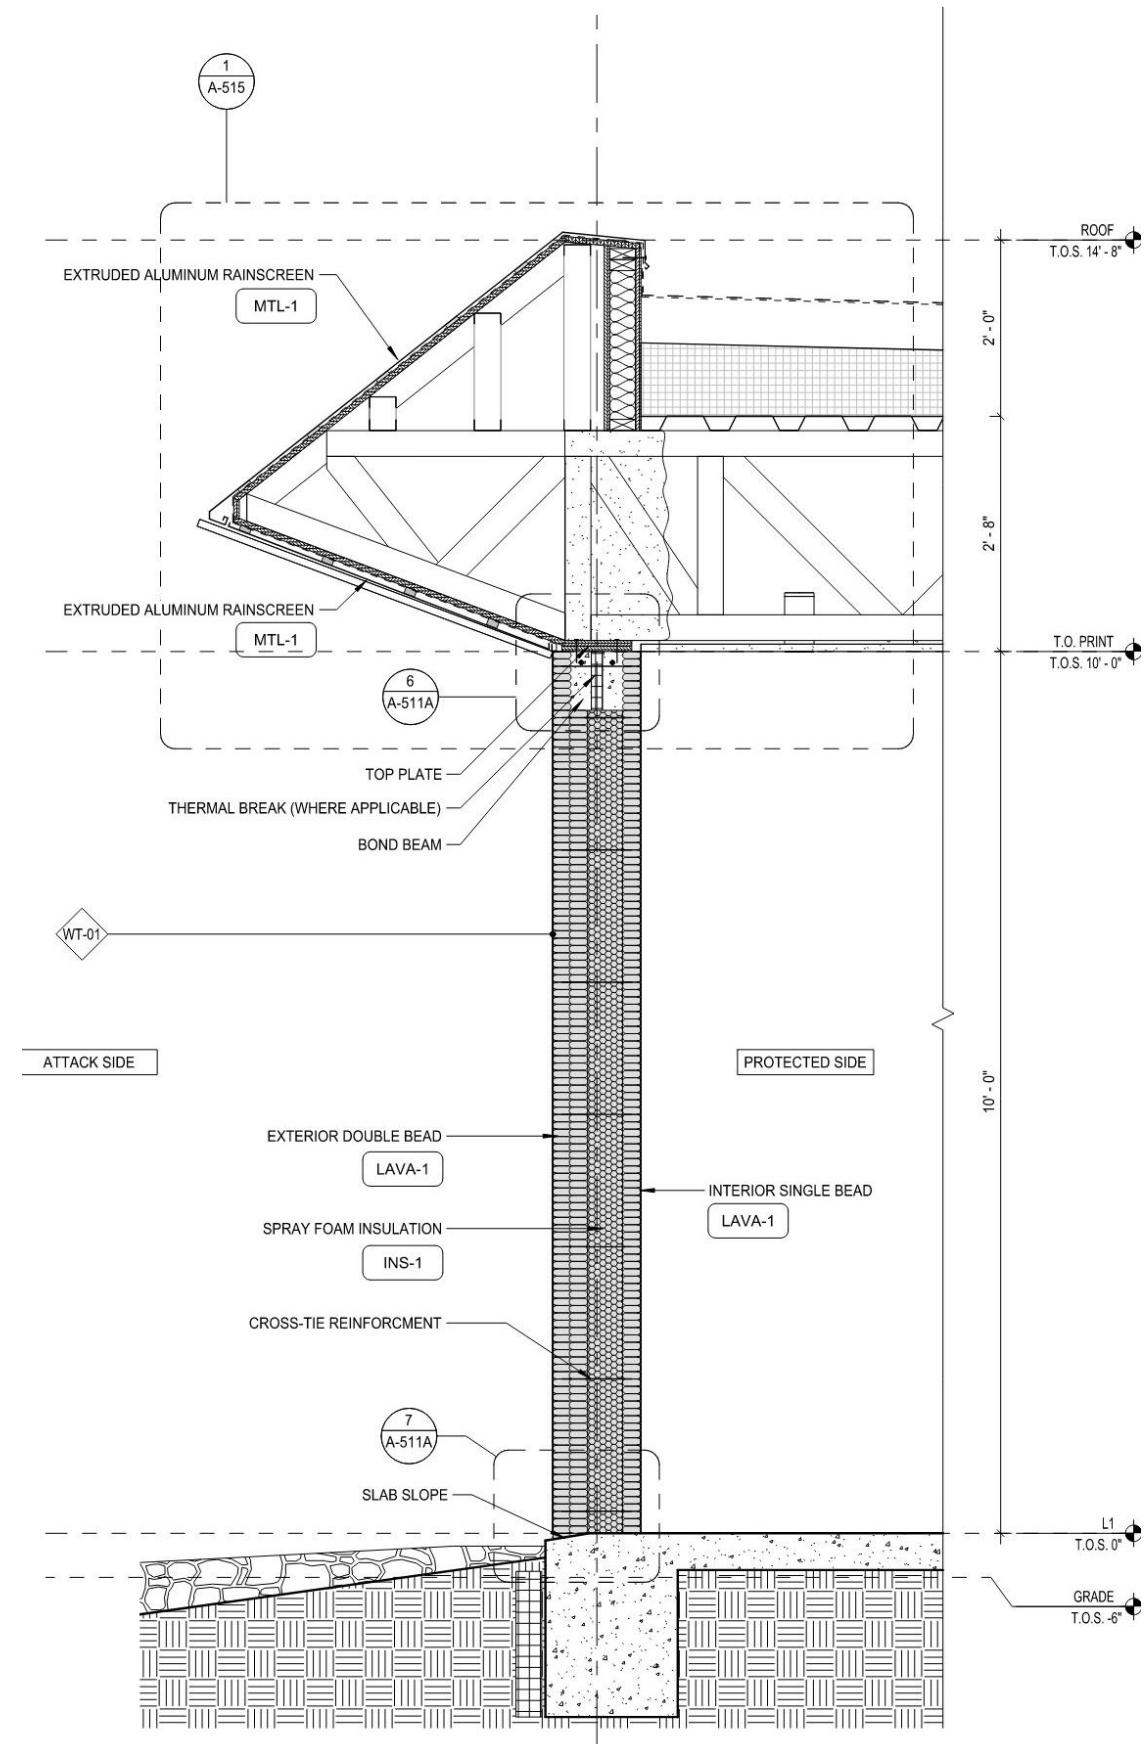 1
A-515
ROOF
T.O.S. 14' - 8"
EXTRUDED ALUMINUM RAINSCREEN
MTL-1
2' - 0"
2' - 8"
EXTRUDED ALUMINUM RAINSCREEN
MTL-1
T.O. PRINT
T.O.S. 10' - 0"
6
A-511A
TOP PLATE
THERMAL BREAK (WHERE APPLICABLE)
BOND BEAM
WT-01
ATTACK SIDE
PROTECTED SIDE
10' - 0"
EXTERIOR DOUBLE BEAD
LAVA-1
INTERIOR SINGLE BEAD
LAVA-1
SPRAY FOAM INSULATION
INS-1
CROSS-TIE REINFORCMENT
7
A-511A
SLAB SLOPE
L1
T.O.S. 0"
GRADE
T.O.S. -6"